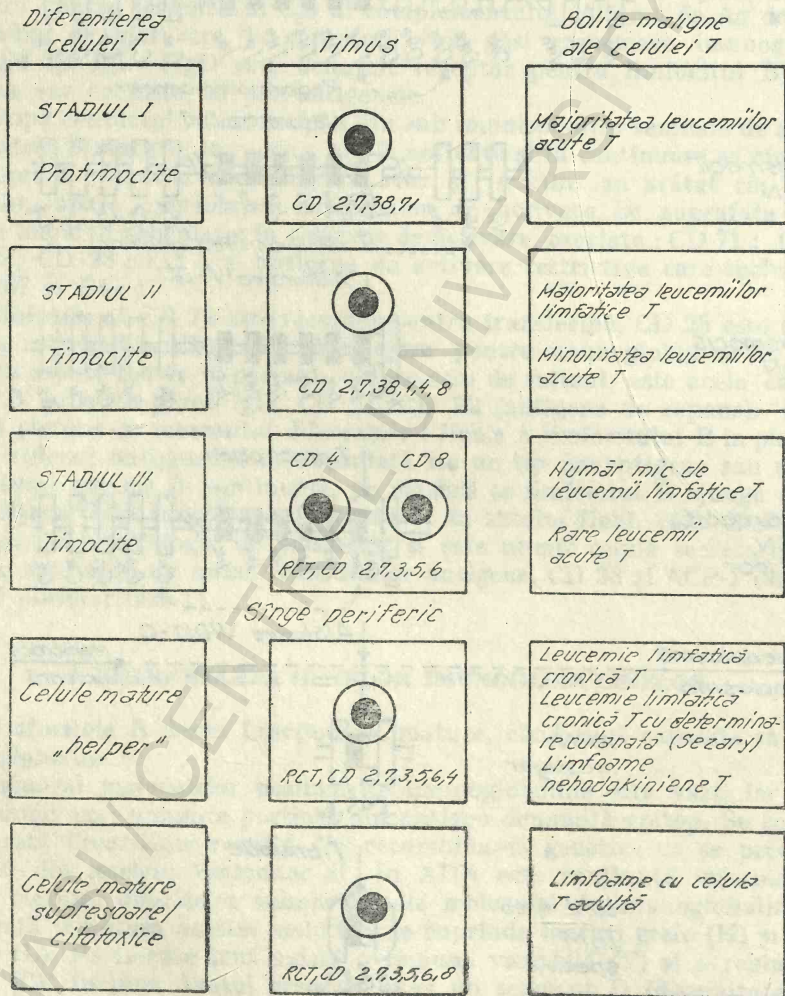 Diferentierea
celulei T
Timus
Bolile maligne
ale celulei T
STADIUL I
Protimocite
CD 2,7,38,71
Majoritatea leucemiilor
acute T
STADIUL II
Timocite
CD 2,7,38,1,4,8
Majoritatea leucemiilor
limfatice T
Minoritatea leucemiilor
acute T
STADIUL III
Timocite
CD 4 CD 8
RCT, CD 2,7,3,5,6
Număr mic de
leucemii limfatice T
Rare leucemii
acute T
Sînge periferic
Celule mature
„helper"
RCT, CD 2,7,3,5,6,4
Leucemie limfatică
cronică T
Leucemie limfatică
cronică T cu determina-
re cutanată (Sezary)
Limfoame
nehodgkiniene T
Celule mature
supresoare/
citotoxice
RCT, CD 2,7,3,5,6,8
Limfoame cu celula
T adultă
CENTRAL UNIVERSITY